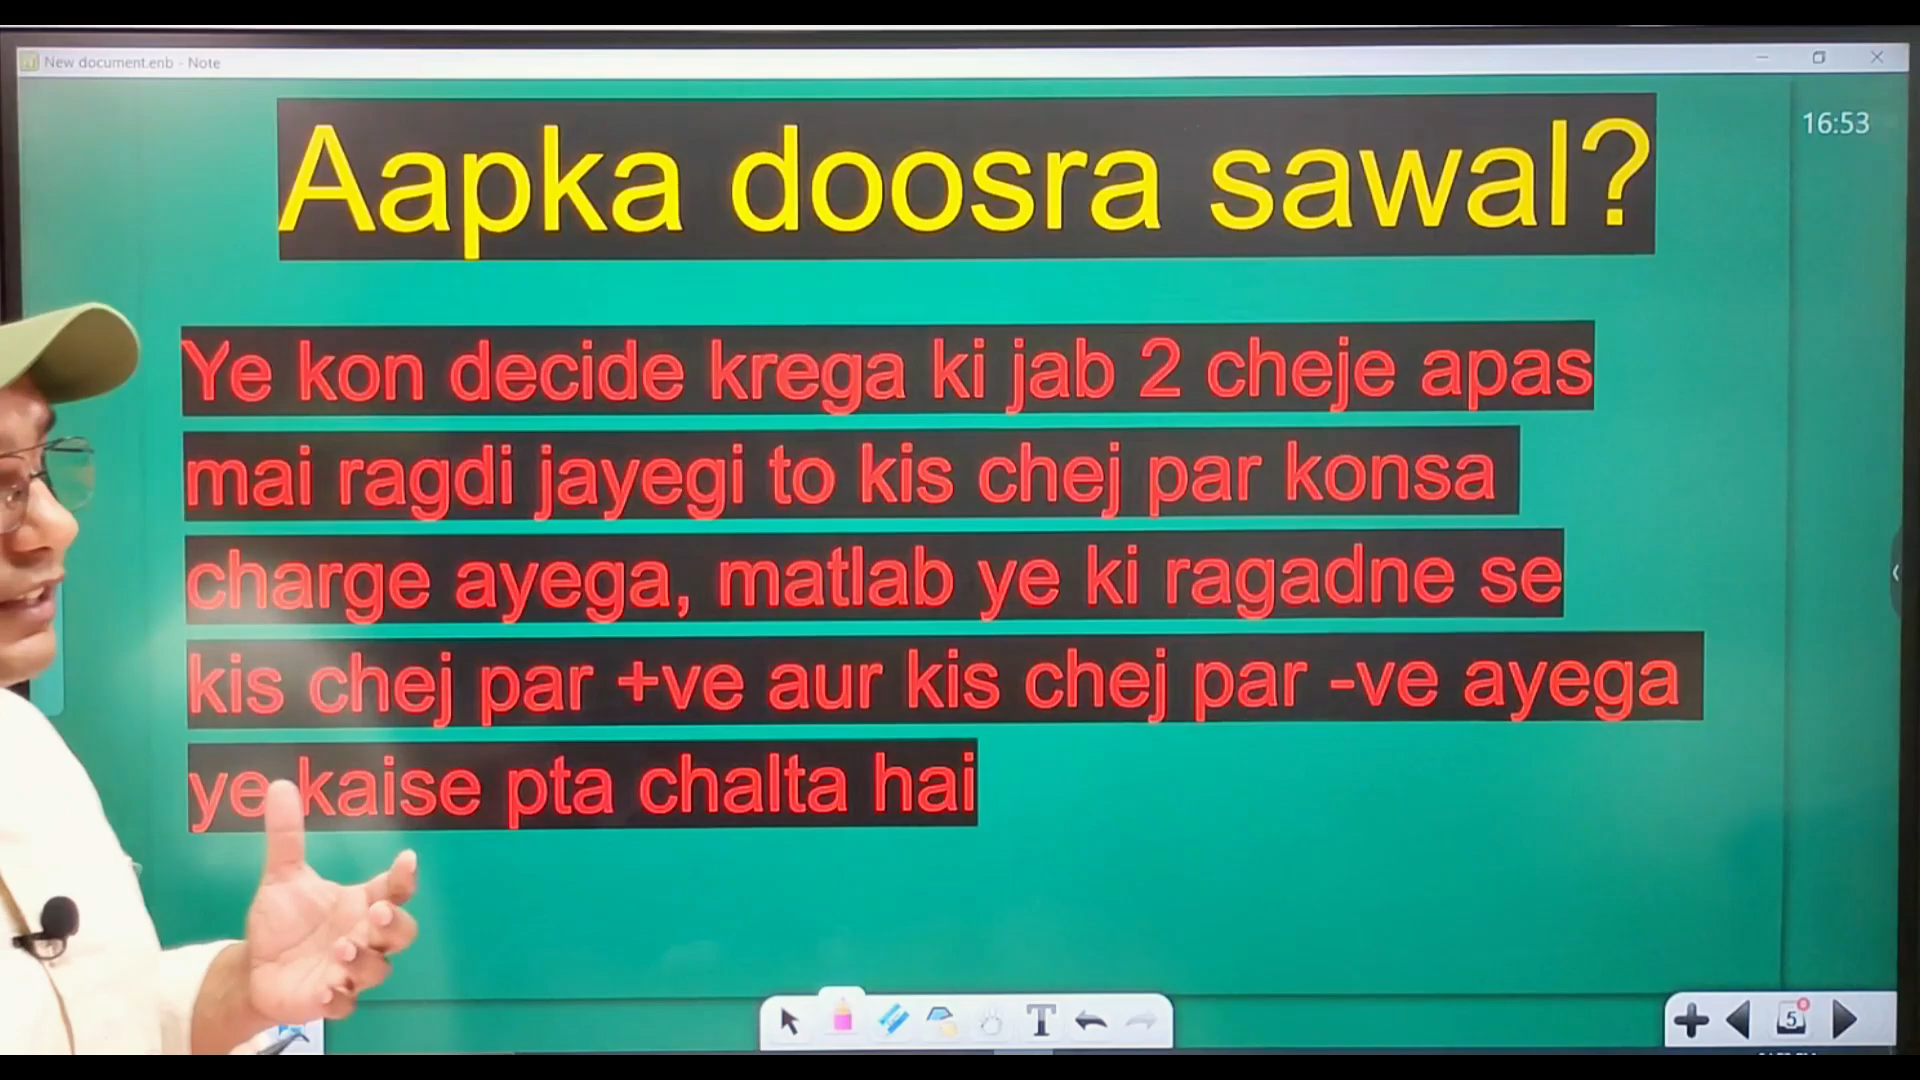 New document.enb - Note
16:53
Aapka doosra sawal?
Ye kon decide krega ki jab 2 cheje apas
mai ragdi jayegi to kis chej par konsa
charge ayega, matlab ye ki ragadne se
kis chej par +ve aur kis chej par -ve ayega
ye kaise pta chalta hai
T
5